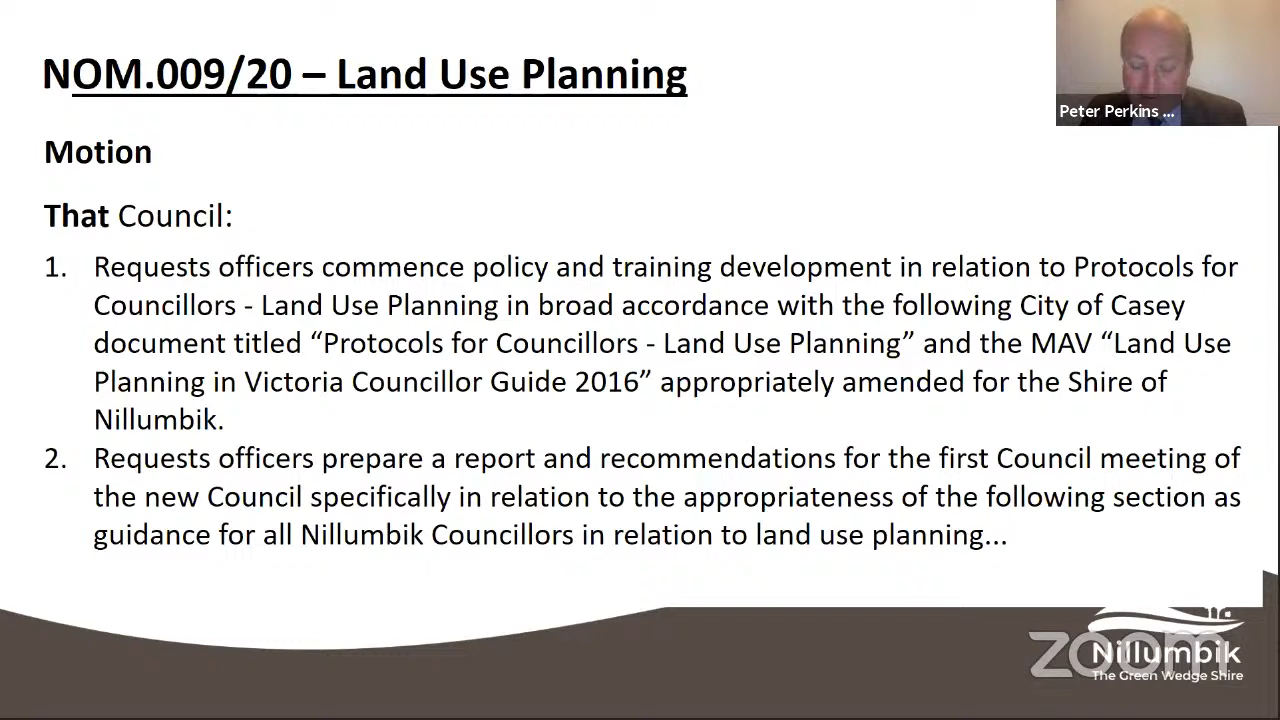 NOM.009/20 – Land Use Planning
Peter Perkins ...
Motion
That Council:
1. Requests officers commence policy and training development in relation to Protocols for
Councillors - Land Use Planning in broad accordance with the following City of Casey
document titled “Protocols for Councillors - Land Use Planning” and the MAV “Land Use
Planning in Victoria Councillor Guide 2016” appropriately amended for the Shire of
Nillumbik.
2. Requests officers prepare a report and recommendations for the first Council meeting of
the new Council specifically in relation to the appropriateness of the following section as
guidance for all Nillumbik Councillors in relation to land use planning...
zoom
Nillumbik
The Green Wedge Shire